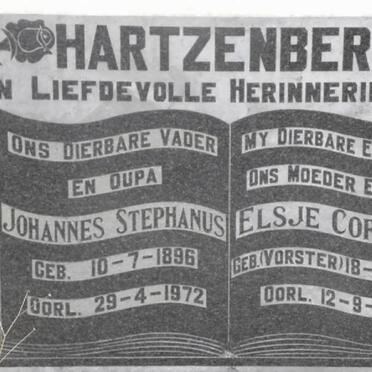 HARTZENBER
N LIEFDEVOLLE HERINNERI
ONS DIERBARE VADER
EN OUPA
JOHANNES STEPHANUS
GEB. 10-7-1896
OORL. 29-4-1972
MY DIERBARE E
ONS MOEDER E
ELSJE COR
GEB.(VORSTER) 18-
OORL. 12-9-